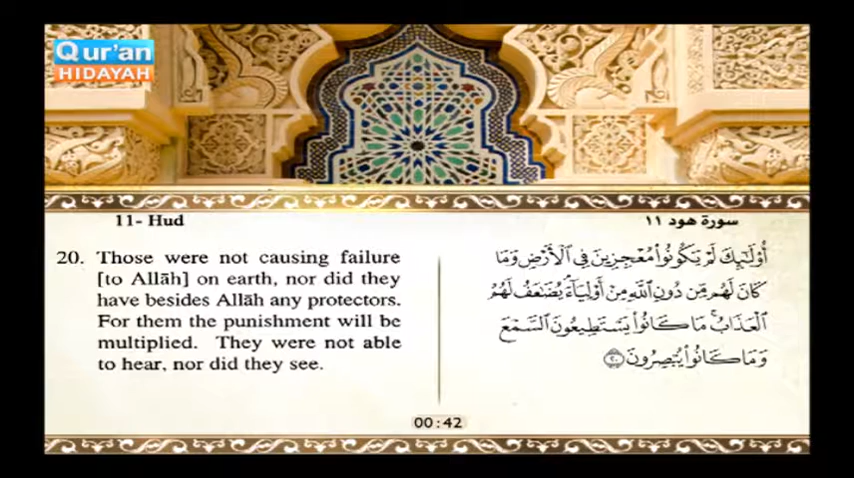 Qur'an
HIDAYAH
11- Hud
سورة هود ١١
20. Those were not causing failure
[to Allāh] on earth, nor did they
have besides Allāh any protectors.
For them the punishment will be
multiplied. They were not able
to hear, nor did they see.
أُوْلَـٰٓئِكَ لَمْ يَكُونُوا۟ مُعْجِزِينَ فِى ٱلْأَرْضِ وَمَا
كَانَ لَهُم مِّن دُونِ ٱللَّهِ مِنْ أَوْلِيَآءَ يُضَـٰعَفُ لَهُمُ
ٱلْعَذَابُ ۚ مَا كَانُوا۟ يَسْتَطِيعُونَ ٱلسَّمْعَ
وَمَا كَانُوا۟ يُبْصِرُونَ ٢٠
00:42